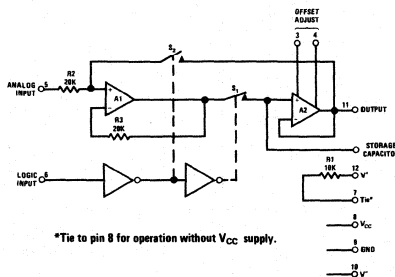 OFFSET
ADJUST
3 4
S2
R2
20K
ANALOG
INPUT
5
A1
R3
20K
S1
A2
11
OUTPUT
STORAGE
CAPACITO
LOGIC
INPUT
6
R1
10K
12 V+
7
Tie*
8
VCC
9
GND
10
V-
*Tie to pin 8 for operation without VCC supply.